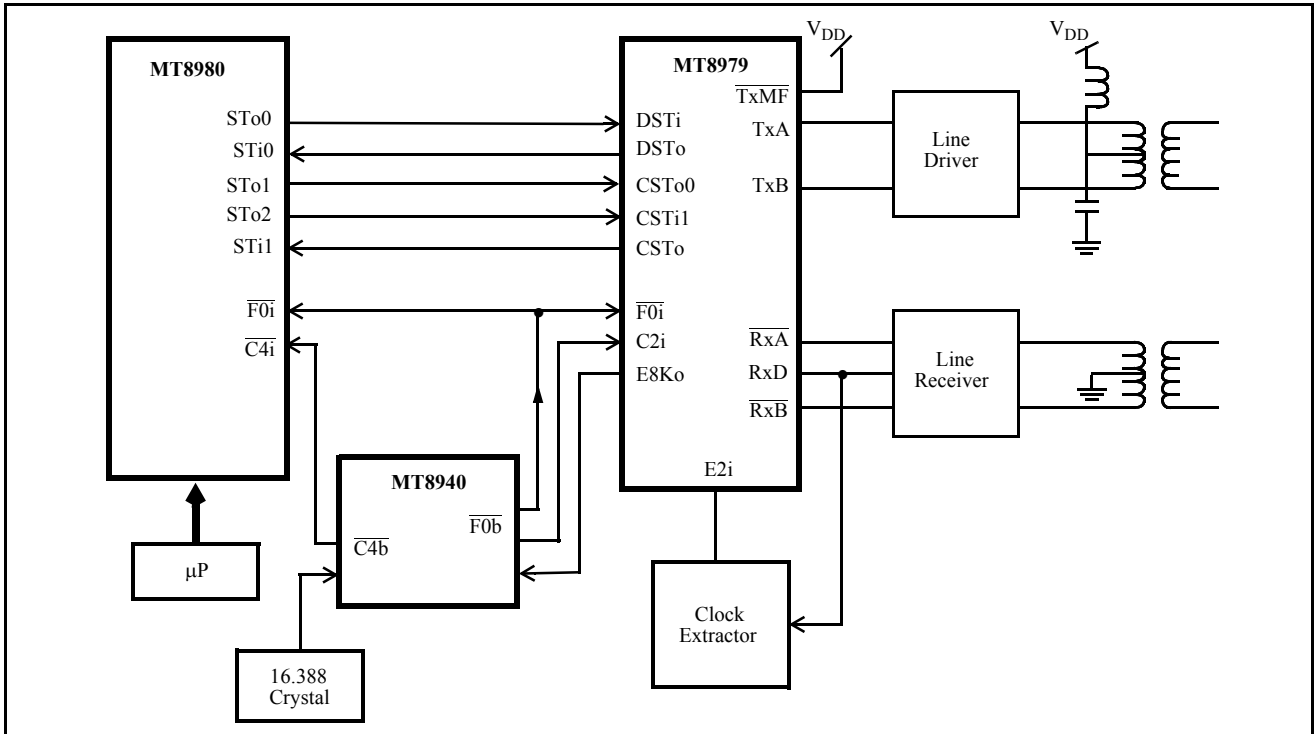 MT8980
STo0
STi0
STo1
STo2
STi1
F0i
C4i
μP
MT8940
F0b
C4b
16.388
Crystal
MT8979
DSTi
DSTo
CSTo0
CSTi1
CSTo
F0i
C2i
E8Ko
TxMF
TxA
TxB
RxA
RxD
RxB
E2i
VDD
Line
Driver
VDD
Line
Receiver
Clock
Extractor